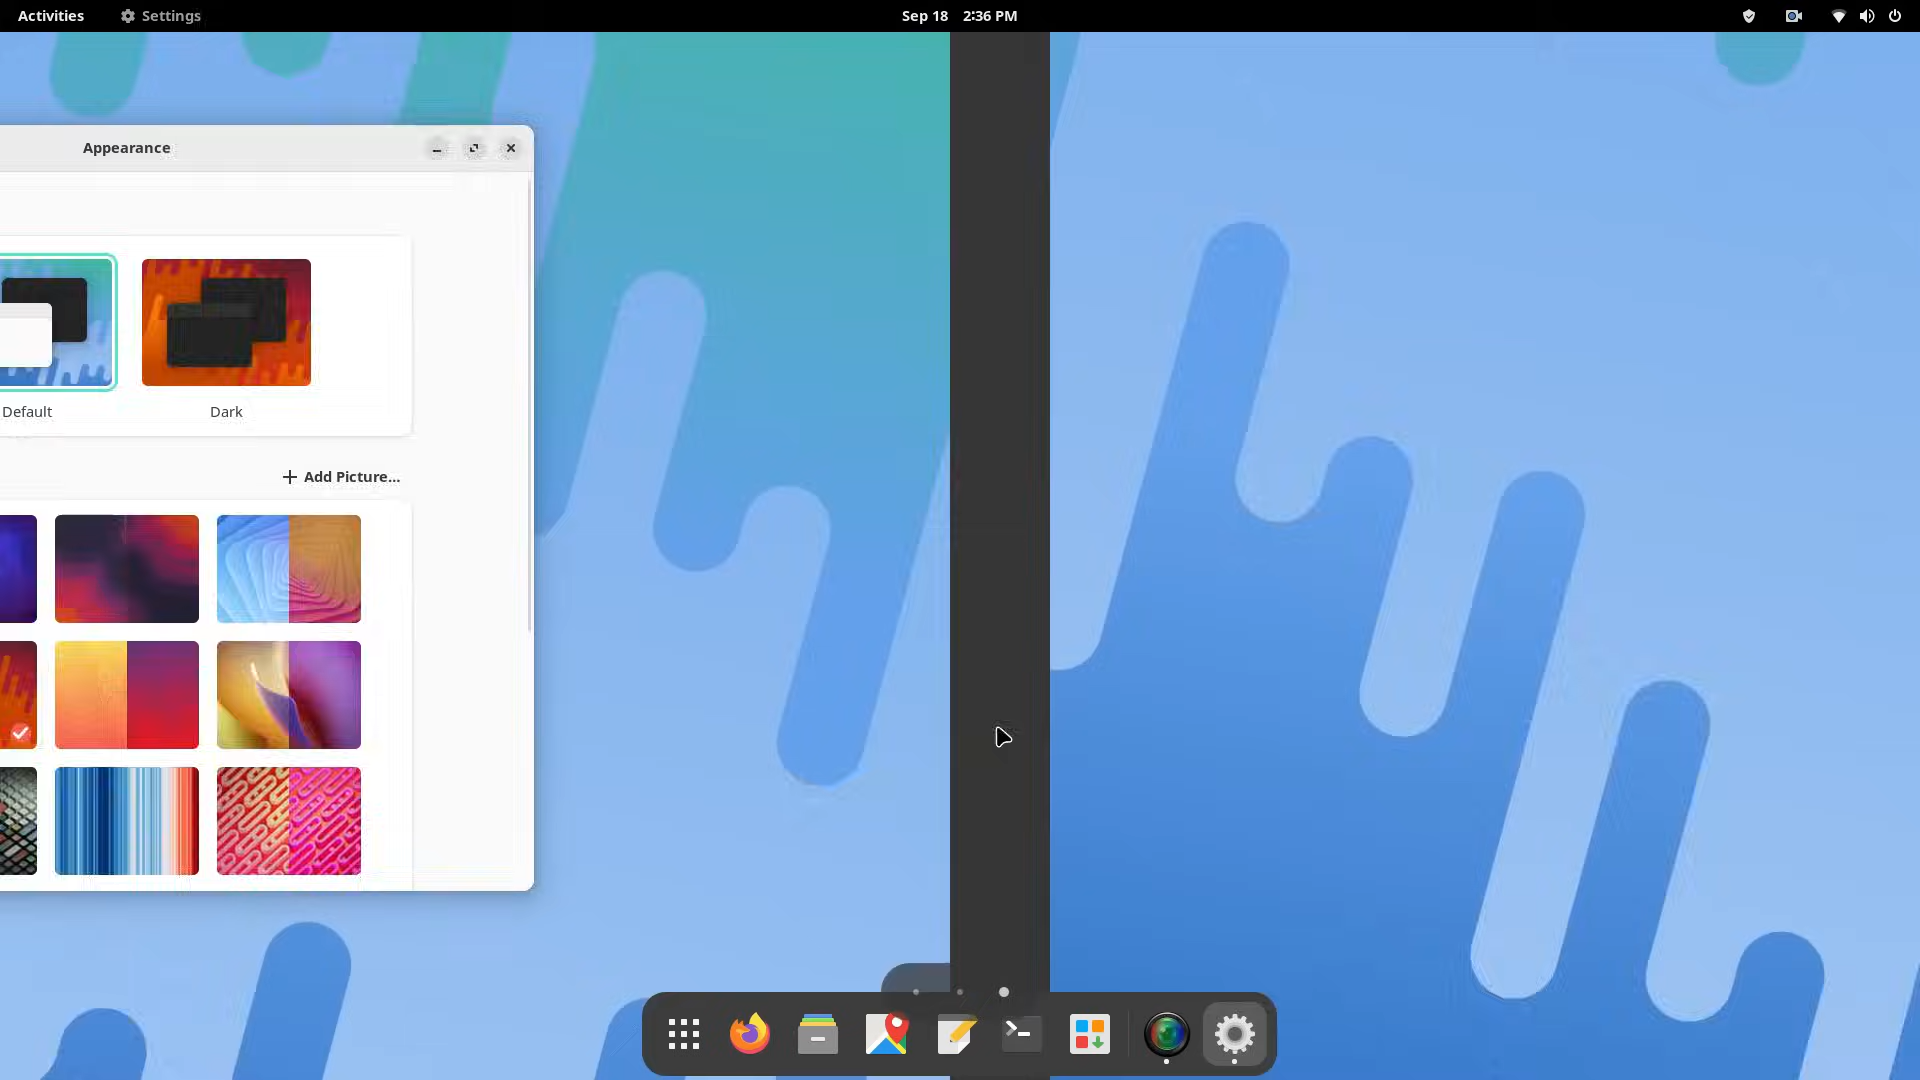 Activities
Settings
Sep 18 2:36 PM
Appearance
Default
Dark
Add Picture...